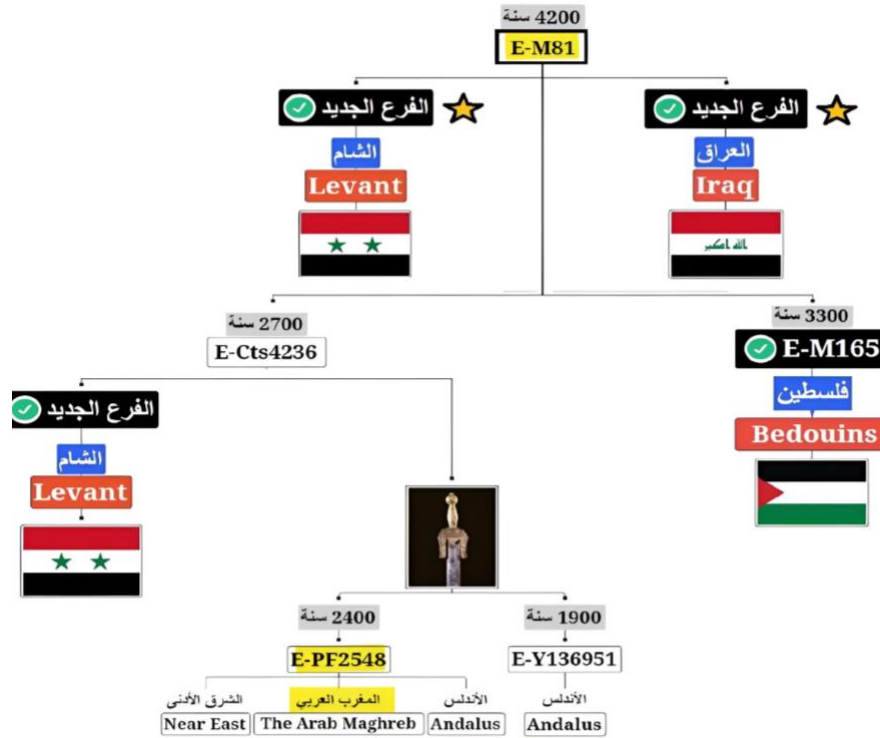 4200 سنة
E-M81
الفرع الجديد
الفرع الجديد
الشام
العراق
Levant
Iraq
الله اكبر
2700 سنة
3300 سنة
E-Cts4236
E-M165
الفرع الجديد
فلسطين
الشام
Bedouins
Levant
2400 سنة
1900 سنة
E-PF2548
E-Y136951
الشرق الأدنى
المغرب العربي
الأندلس
الأندلس
Near East
The Arab Maghreb
Andalus
Andalus